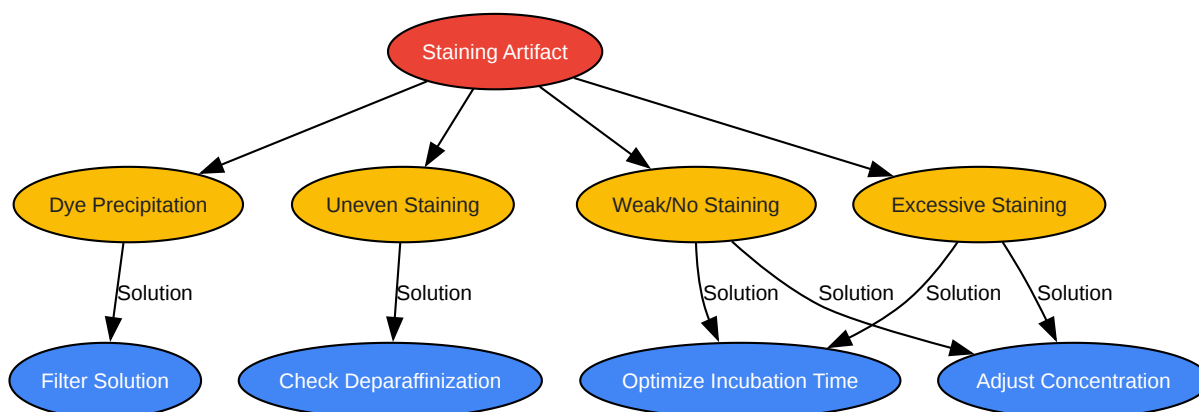 Staining Artifact
Dye Precipitation
Uneven Staining
Weak/No Staining
Excessive Staining
Solution
Solution
Solution
Solution
Solution
Solution
Filter Solution
Check Deparaffinization
Optimize Incubation Time
Adjust Concentration